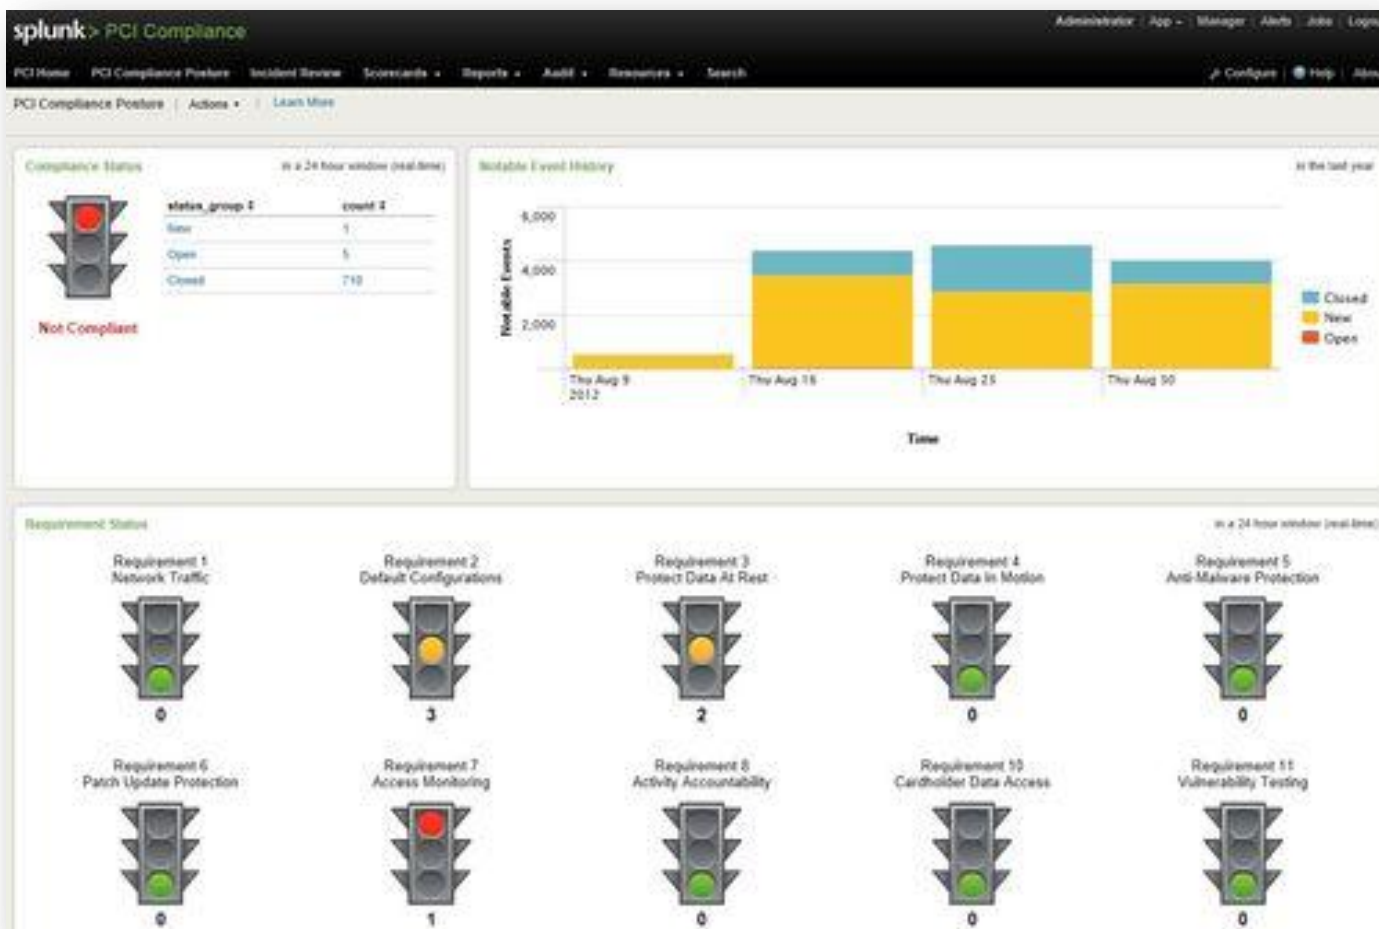 splunk> PCI Compliance
Administrator | App | Manager | Alerts | Jobs | Logou
PCI Home PCI Compliance Posture Incident Review Scorecards Reports Audit Resources Search
Configure | Help | Abou
PCI Compliance Posture | Actions | Learn More
Compliance Status in a 24 hour window (real-time)
status_group count
New 1
Open 5
Closed 710
Not Compliant
Notable Event History in the last year
Notable Events
6,000
4,000
2,000
Thu Aug 9
2012
Thu Aug 16
Thu Aug 23
Thu Aug 30
Time
Closed
New
Open
Requirement Status in a 24 hour window (real-time)
Requirement 1
Network Traffic
0
Requirement 2
Default Configurations
3
Requirement 3
Protect Data At Rest
2
Requirement 4
Protect Data In Motion
0
Requirement 5
Anti-Malware Protection
0
Requirement 6
Patch Update Protection
0
Requirement 7
Access Monitoring
1
Requirement 8
Activity Accountability
0
Requirement 10
Cardholder Data Access
0
Requirement 11
Vulnerability Testing
0